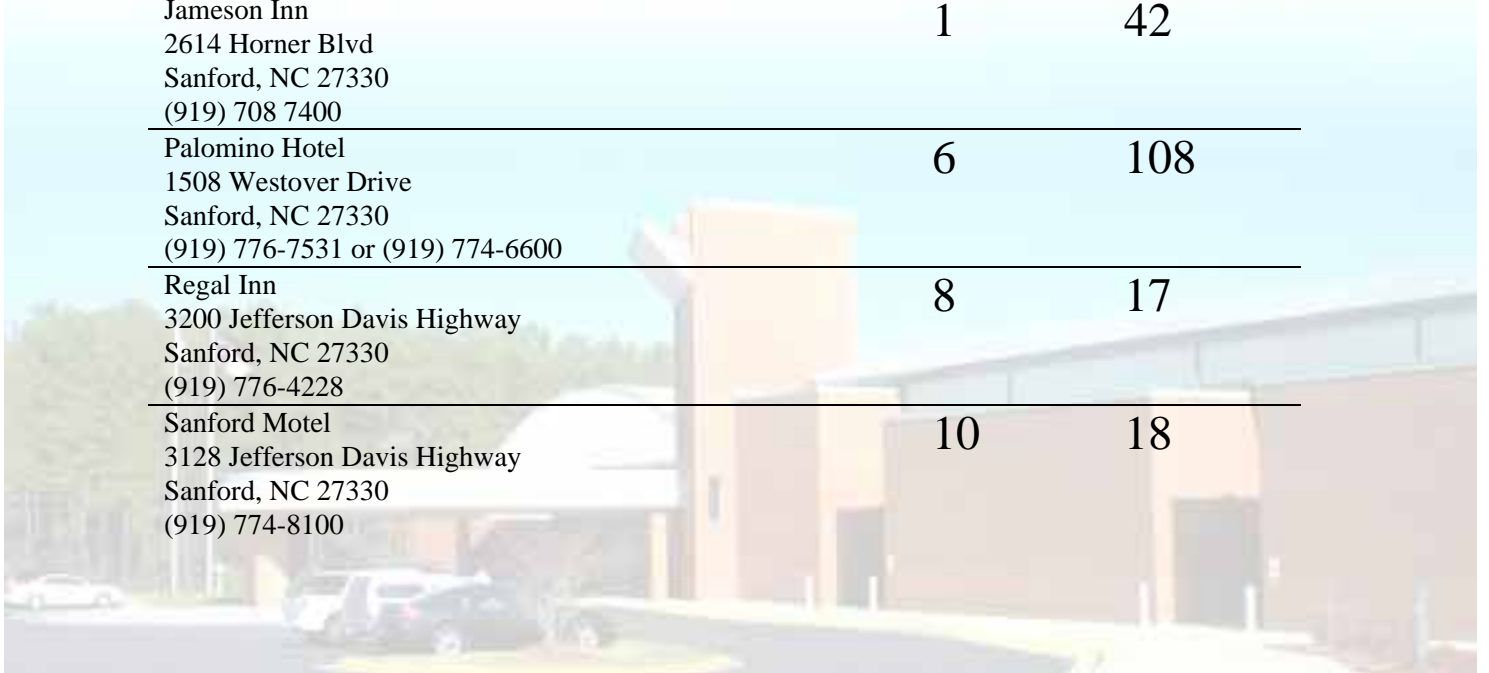 Jameson Inn 1 42
2614 Horner Blvd
Sanford, NC 27330
(919) 708 7400
Palomino Hotel 6 108
1508 Westover Drive
Sanford, NC 27330
(919) 776-7531 or (919) 774-6600
Regal Inn 8 17
3200 Jefferson Davis Highway
Sanford, NC 27330
(919) 776-4228
Sanford Motel 10 18
3128 Jefferson Davis Highway
Sanford, NC 27330
(919) 774-8100